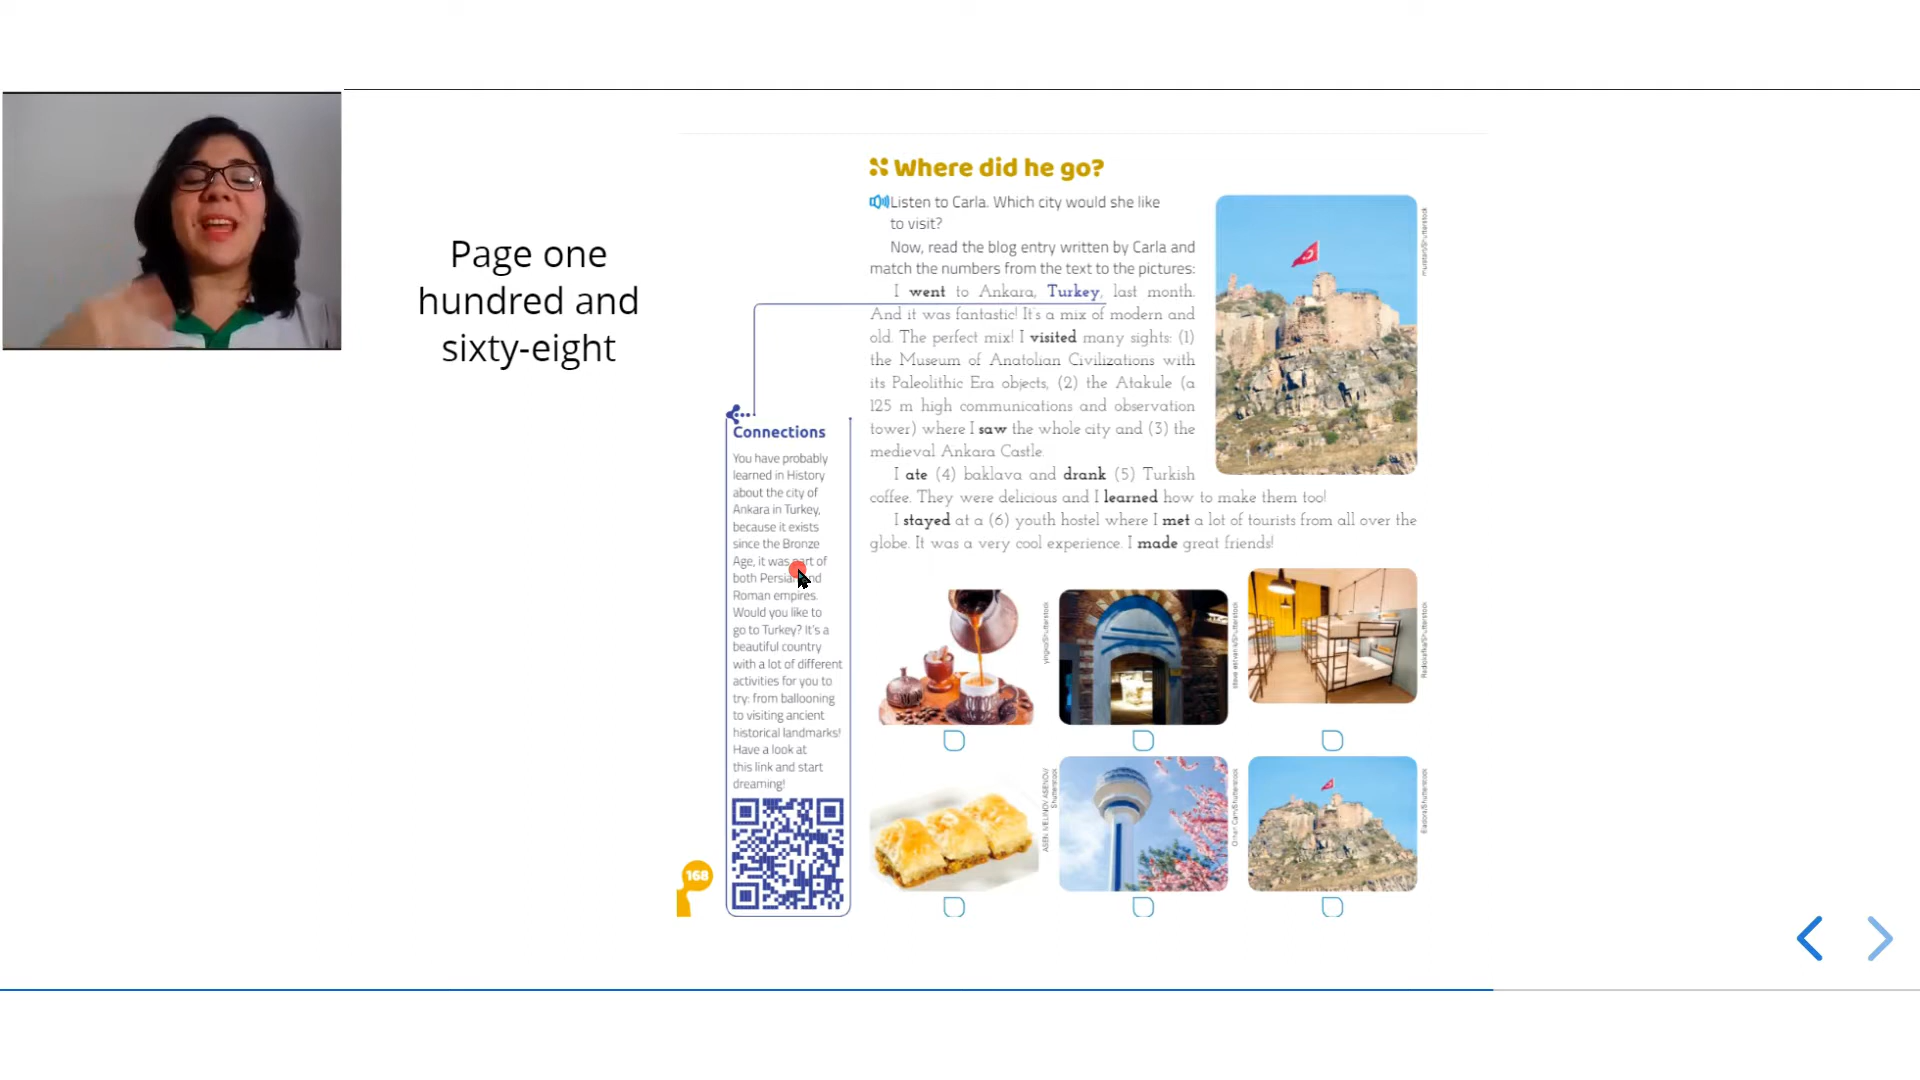 Page one
hundred and
sixty-eight
Where did he go?
Listen to Carla. Which city would she like
to visit?
Now, read the blog entry written by Carla and
match the numbers from the text to the pictures:
I went to Ankara, Turkey, last month.
And it was fantastic! It's a mix of modern and
old. The perfect mix! I visited many sights: (1)
the Museum of Anatolian Civilizations with
its Paleolithic Era objects, (2) the Atakule (a
125 m high communications and observation
tower) where I saw the whole city and (3) the
medieval Ankara Castle.
I ate (4) baklava and drank (5) Turkish
coffee. They were delicious and I learned how to make them too!
I stayed at a (6) youth hostel where I met a lot of tourists from all over the
globe. It was a very cool experience. I made great friends!
Connections
You have probably
learned in History
about the city of
Ankara in Turkey,
because it exists
since the Bronze
Age, it was part of
both Persian and
Roman empires.
Would you like to
go to Turkey? It's a
beautiful country
with a lot of different
activities for you to
try: from ballooning
to visiting ancient
historical landmarks!
Have a look at
this link and start
dreaming!
168